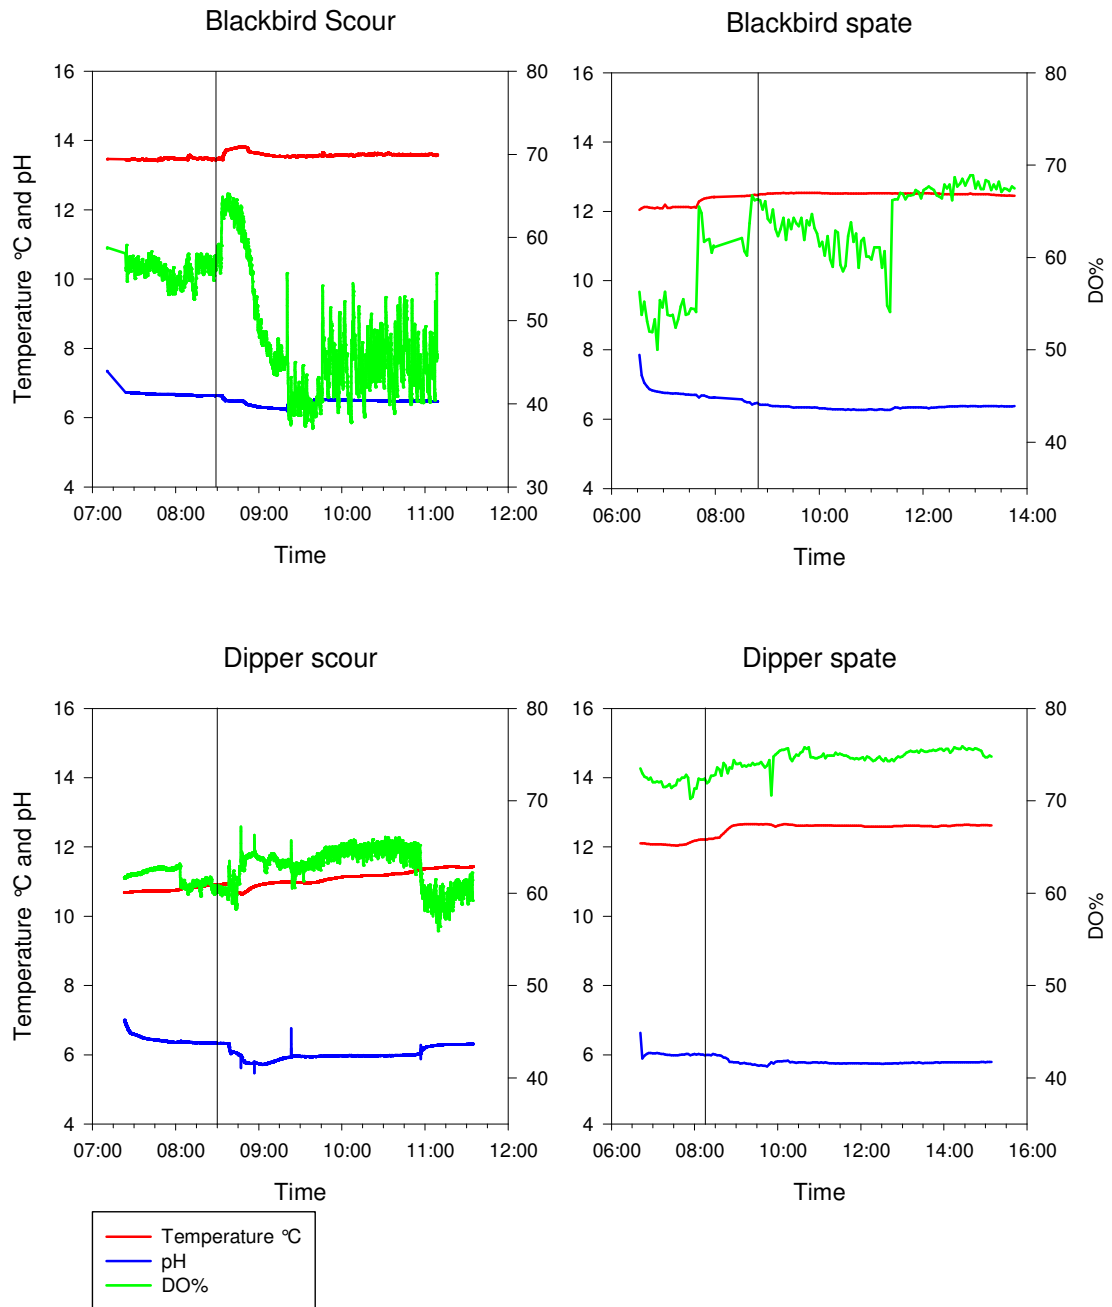 Blackbird Scour
Blackbird spate
16
14
12
10
8
6
4
80
70
60
50
40
30
07:00 08:00 09:00 10:00 11:00 12:00
Temperature °C and pH
Time
16
14
12
10
8
6
4
80
70
60
50
40
06:00 08:00 10:00 12:00 14:00
DO%
Time
Dipper scour
Dipper spate
16
14
12
10
8
6
4
80
70
60
50
40
07:00 08:00 09:00 10:00 11:00 12:00
Temperature °C and pH
Time
16
14
12
10
8
6
4
80
70
60
50
40
06:00 08:00 10:00 12:00 14:00 16:00
DO%
Time
Temperature °C
pH
DO%